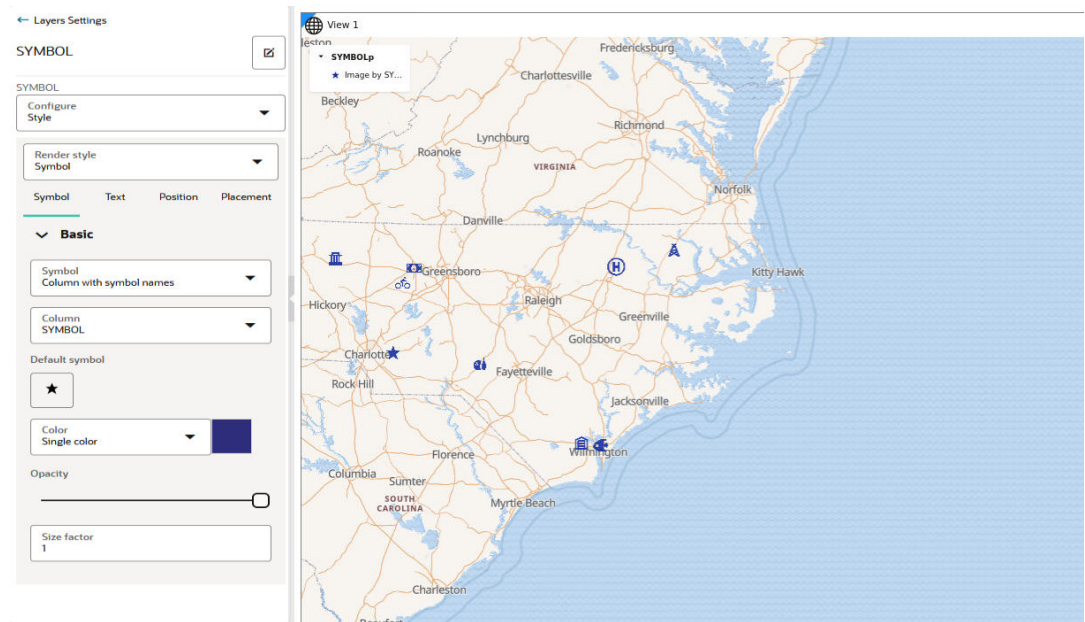 ← Layers Settings
SYMBOL
SYMBOL
Configure
Style
Render style
Symbol
Symbol Text Position Placement
Basic
Symbol
Column with symbol names
Column
SYMBOL
Default symbol
Color
Single color
Opacity
Size factor
1
View 1
SYMBOLp
Image by SY...
Fredericksburg
Charlottesville
Beckley
Richmond
Lynchburg
Roanoke
VIRGINIA
Norfolk
Danville
H
Greensboro
Kitty Hawk
Raleigh
Hickory
Greenville
Goldsboro
Charlotte
Fayetteville
Rock Hill
Jacksonville
Wilmington
Florence
Columbia
Sumter
SOUTH
CAROLINA
Myrtle Beach
Charleston